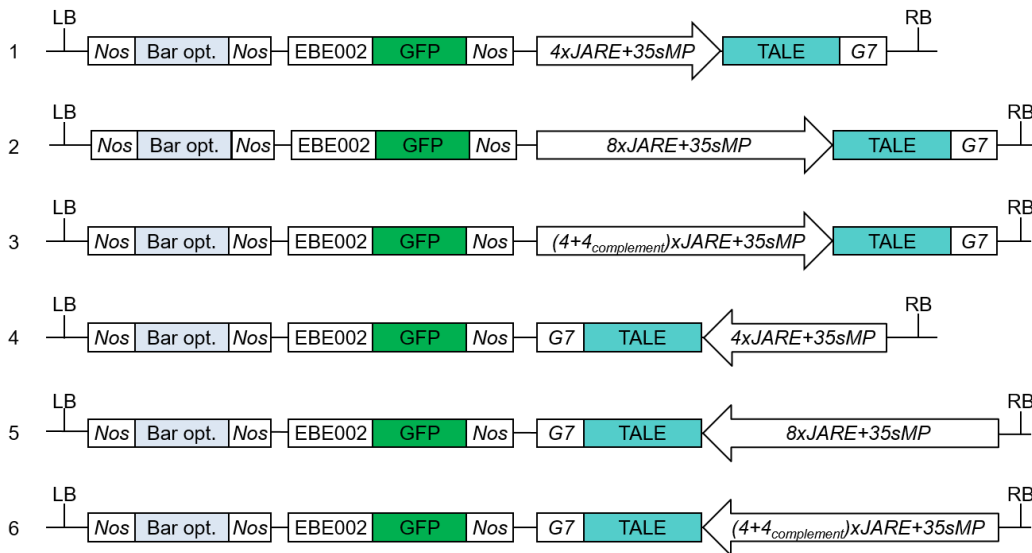 LB RB
1 Nos Bar opt. Nos EBE002 GFP Nos 4xJARE+35sMP TALE G7
LB RB
2 Nos Bar opt. Nos EBE002 GFP Nos 8xJARE+35sMP TALE G7
LB RB
3 Nos Bar opt. Nos EBE002 GFP Nos (4+4complement)xJARE+35sMP TALE G7
LB RB
4 Nos Bar opt. Nos EBE002 GFP Nos G7 TALE 4xJARE+35sMP
LB RB
5 Nos Bar opt. Nos EBE002 GFP Nos G7 TALE 8xJARE+35sMP
LB RB
6 Nos Bar opt. Nos EBE002 GFP Nos G7 TALE (4+4complement)xJARE+35sMP